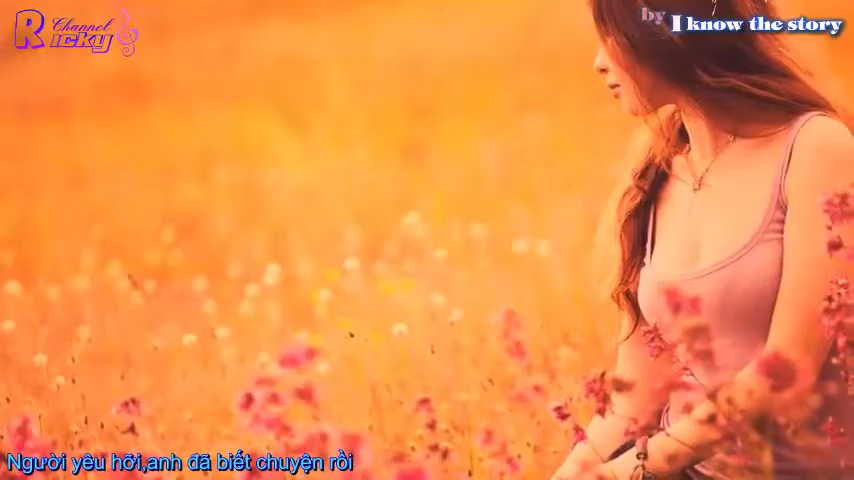 Channel
Ricky
by I know the story
Người yêu hỡi,anh đã biết chuyện rồi